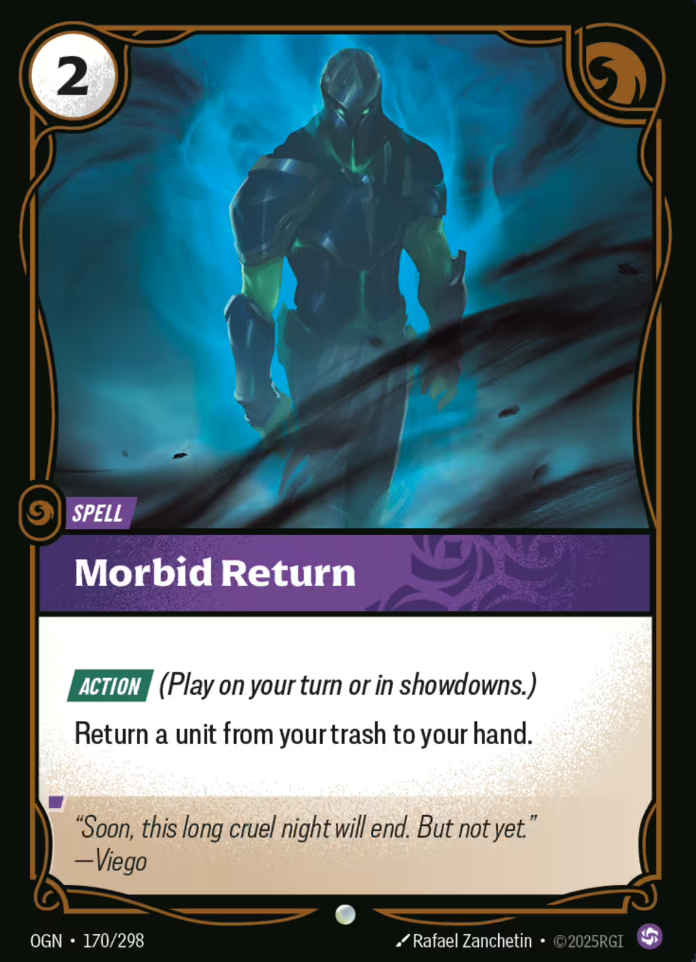 2
SPELL
Morbid Return
ACTION (Play on your turn or in showdowns.)
Return a unit from your trash to your hand.
“Soon, this long cruel night will end. But not yet.”
—Viego
OGN • 170/298
Rafael Zanchetin • ©2025RGI